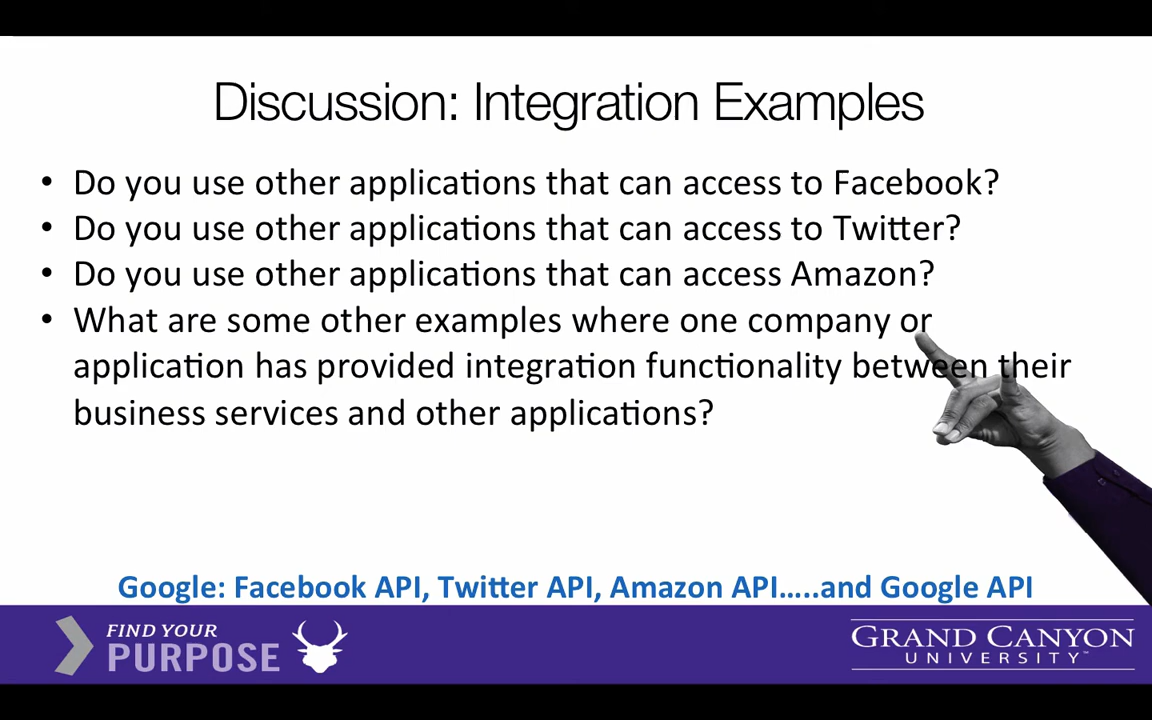 Discussion: Integration Examples
• Do you use other applications that can access to Facebook?
• Do you use other applications that can access to Twitter?
• Do you use other applications that can access Amazon?
• What are some other examples where one company or
application has provided integration functionality between their
business services and other applications?
Google: Facebook API, Twitter API, Amazon API…..and Google API
FIND YOUR
PURPOSE
GRAND CANYON
UNIVERSITY™